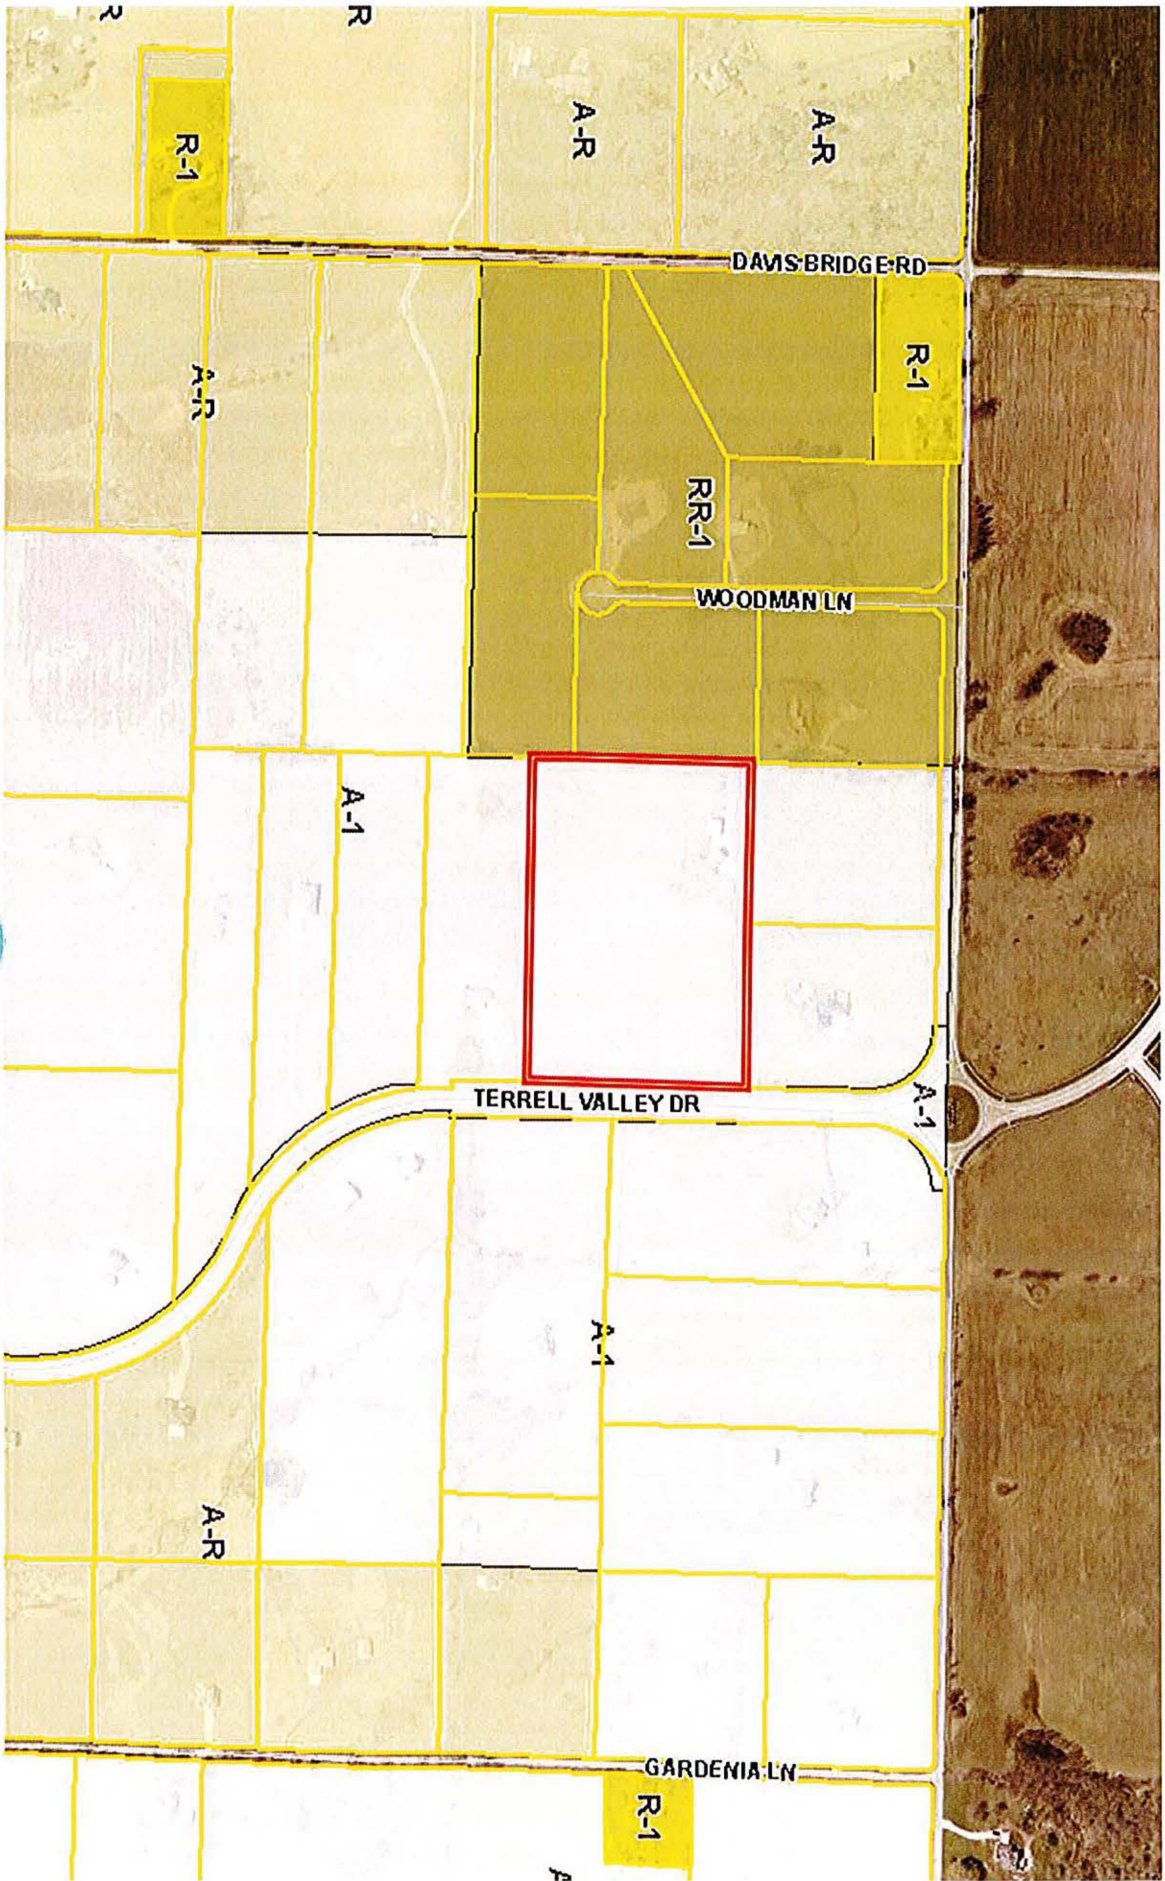 R
R
A-R
A-R
R-1
DAVIS BRIDGE RD
R-1
A-R
RR-1
WOODMAN LN
A-1
TERRELL VALLEY DR
A-1
A-1
A-R
GARDENIA LN
R-1